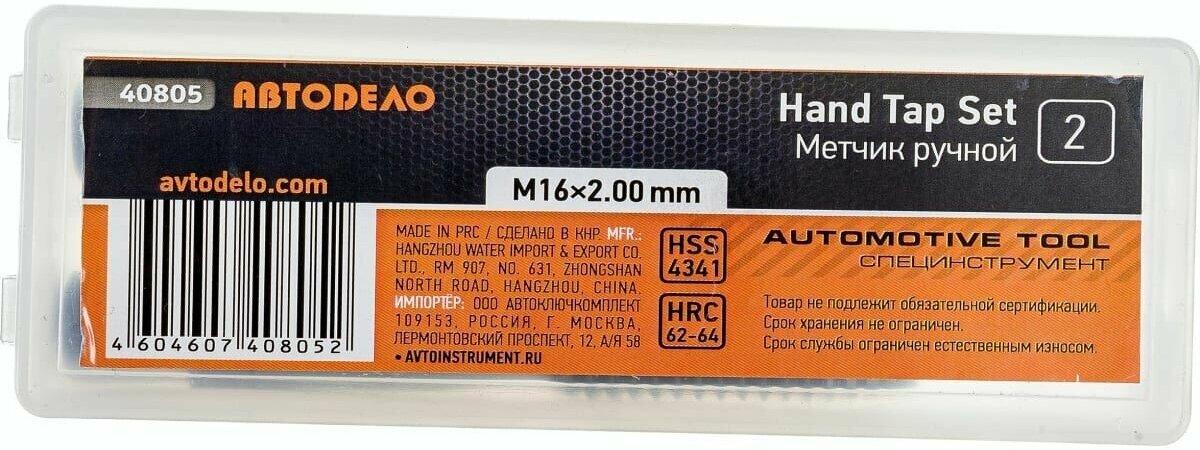 40805 АВТОDЕЛО
Hand Tap Set
Метчик ручной
2
avtodelo.com
M16×2.00 mm
4 604607 408052
MADE IN PRC / СДЕЛАНО В КНР. MFR.:
HANGZHOU WATER IMPORT & EXPORT CO.
LTD., RM 907, NO. 631, ZHONGSHAN
NORTH ROAD, HANGZHOU, CHINA.
ИМПОРТЁР: ООО АВТОКЛЮЧКОМПЛЕКТ
109153, РОССИЯ, Г. МОСКВА,
ЛЕРМОНТОВСКИЙ ПРОСПЕКТ, 12, А/Я 58
• AVTOINSTRUMENT.RU
HSS
4341
HRC
62-64
AUTOMOTIVE TOOL
СПЕЦИНСТРУМЕНТ
Товар не подлежит обязательной сертификации.
Срок хранения не ограничен.
Срок службы ограничен естественным износом.